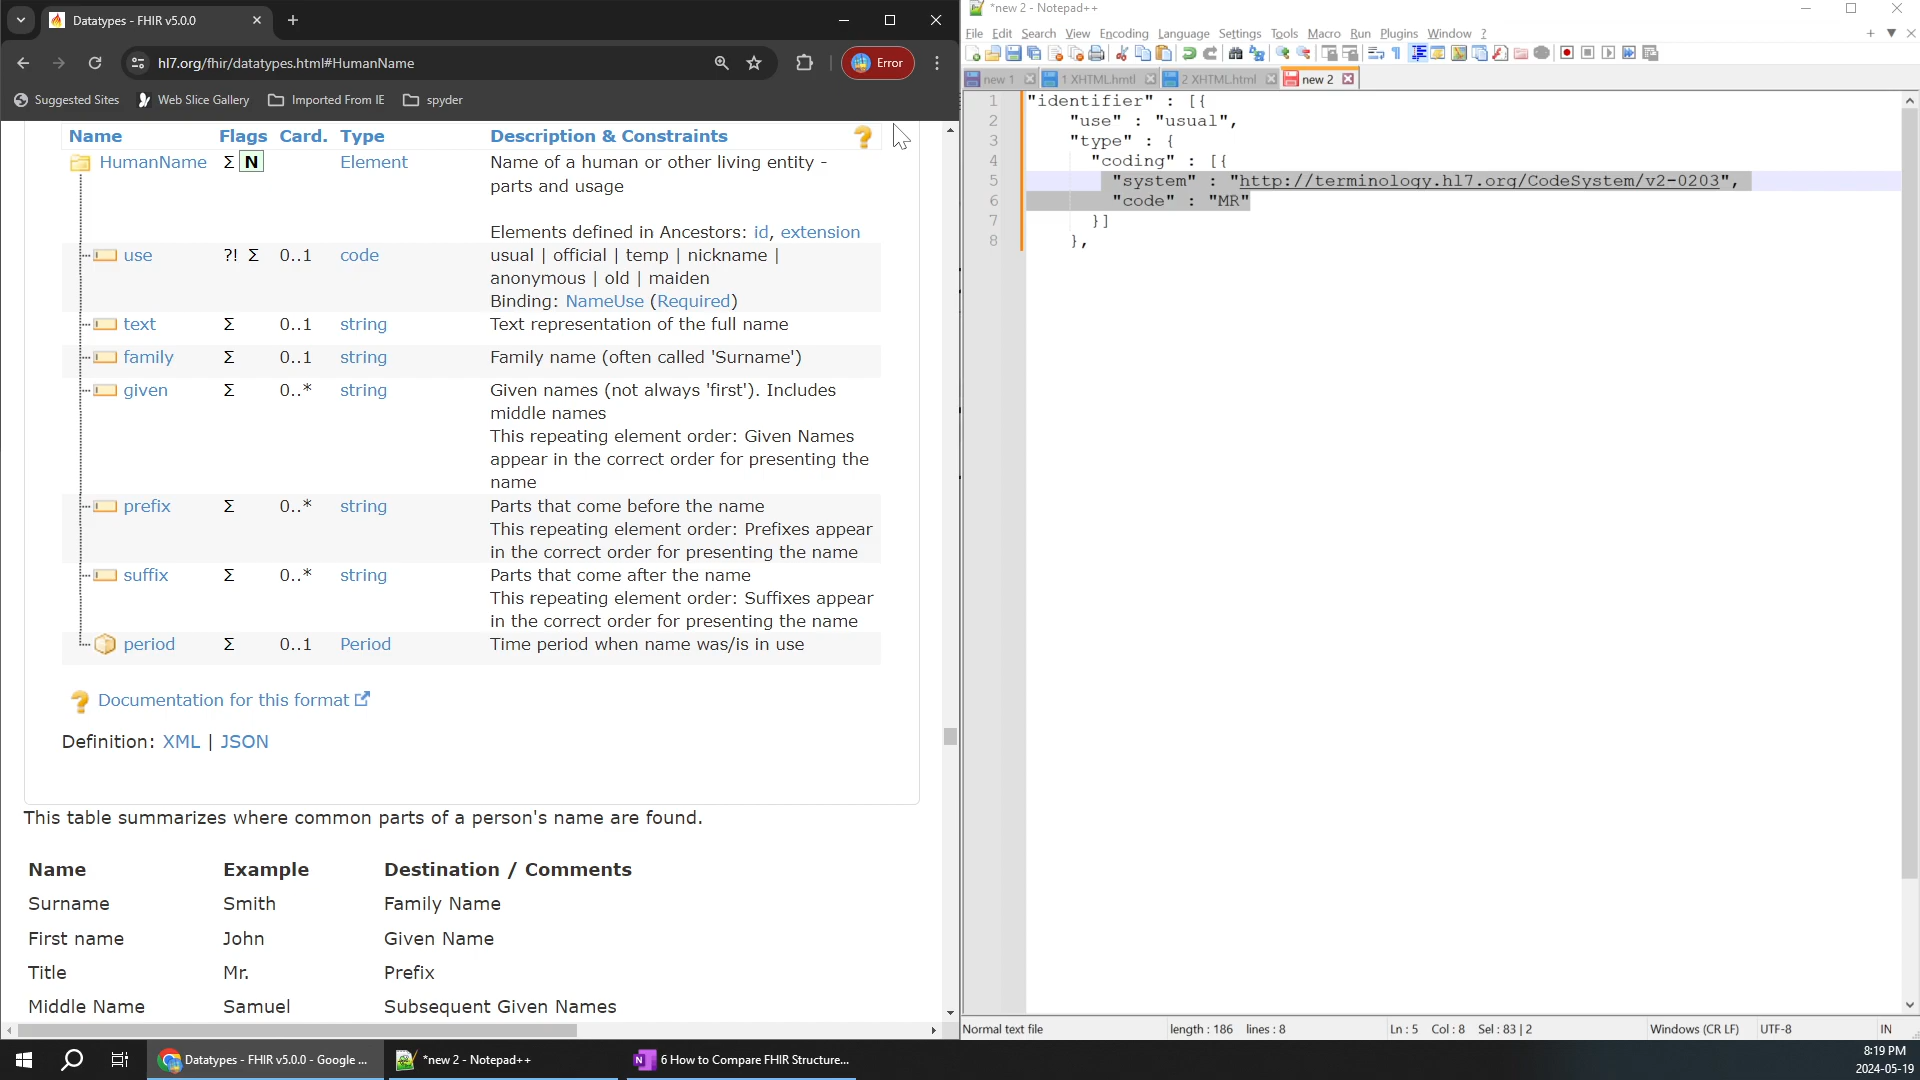 Datatypes - FHIR v5.0.0
hl7.org/fhir/datatypes.html#HumanName
Error
Suggested Sites
Web Slice Gallery
Imported From IE
spyder
Name Flags Card. Type Description & Constraints
HumanName Σ N Element Name of a human or other living entity -
parts and usage
Elements defined in Ancestors: id, extension
use ?! Σ 0..1 code usual | official | temp | nickname |
anonymous | old | maiden
Binding: NameUse (Required)
text Σ 0..1 string Text representation of the full name
family Σ 0..1 string Family name (often called 'Surname')
given Σ 0..* string Given names (not always 'first'). Includes
middle names
This repeating element order: Given Names
appear in the correct order for presenting the
name
prefix Σ 0..* string Parts that come before the name
This repeating element order: Prefixes appear
in the correct order for presenting the name
suffix Σ 0..* string Parts that come after the name
This repeating element order: Suffixes appear
in the correct order for presenting the name
period Σ 0..1 Period Time period when name was/is in use
Documentation for this format
Definition: XML | JSON
This table summarizes where common parts of a person's name are found.
Name Example Destination / Comments
Surname Smith Family Name
First name John Given Name
Title Mr. Prefix
Middle Name Samuel Subsequent Given Names
*new 2 - Notepad++
File Edit Search View Encoding Language Settings Tools Macro Run Plugins Window ?
new 1
1 XHTML.hmtl
2 XHTML.html
new 2
1 "identifier" : [{
2 "use" : "usual",
3 "type" : {
4 "coding" : [{
5 "system" : "http://terminology.hl7.org/CodeSystem/v2-0203",
6 "code" : "MR"
7 }]
8 },
Normal text file length : 186 lines : 8 Ln : 5 Col : 8 Sel : 83 | 2 Windows (CR LF) UTF-8 IN
Datatypes - FHIR v5.0.0 - Google ...
*new 2 - Notepad++
6 How to Compare FHIR Structure...
8:19 PM
2024-05-19